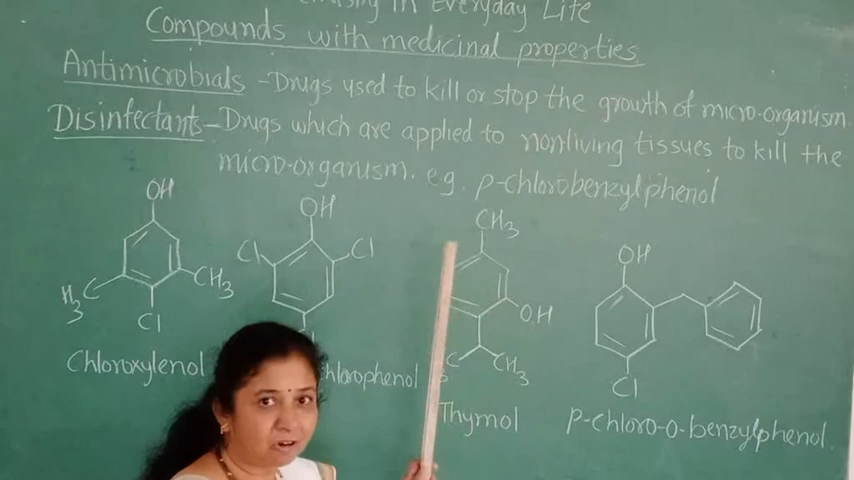 in Everyday Life
Compounds with medicinal properties.
Antimicrobials - Drugs used to kill or stop the growth of micro-organism.
Disinfectants - Drugs which are applied to nonliving tissues to kill the
micro-organism. e.g. p-chlorobenzylphenol
OH OH CH3 OH
Cl Cl
H3C CH3 OH
Cl CH3 Cl
Chloroxylenol Thymol p-chloro-o-benzylphenol